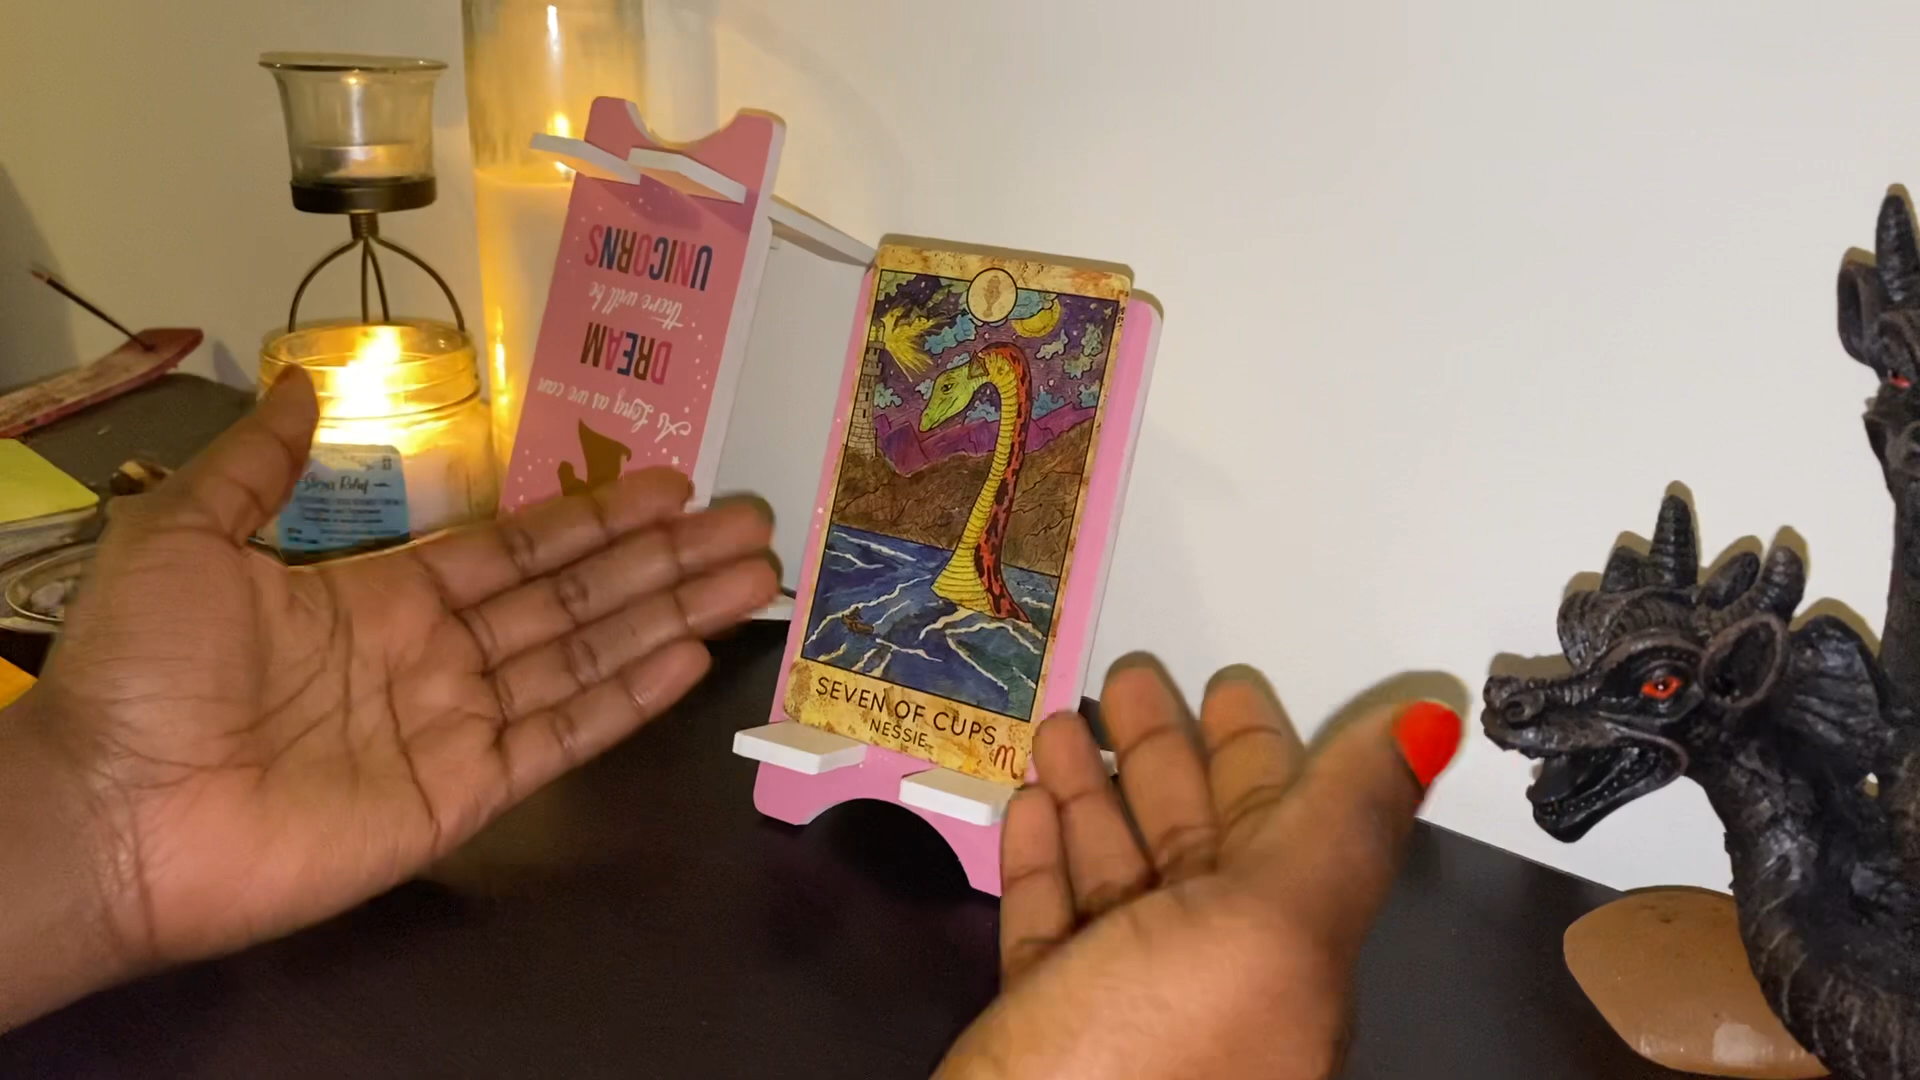 As Long as we can
DREAM
there will be
UNICORNS
Stress Relief
SEVEN OF CUPS
NESSIE